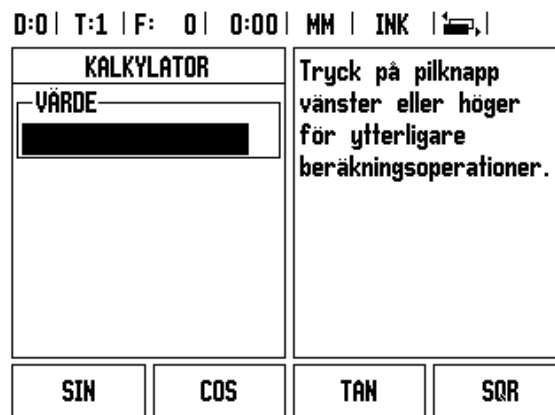 D:0| T:1 | F: 0| 0:00| MM | INK | |
KALKYLATOR
VÄRDE
Tryck på pilknapp
vänster eller höger
för ytterligare
beräkningsoperationer.
SIN COS TAN SQR